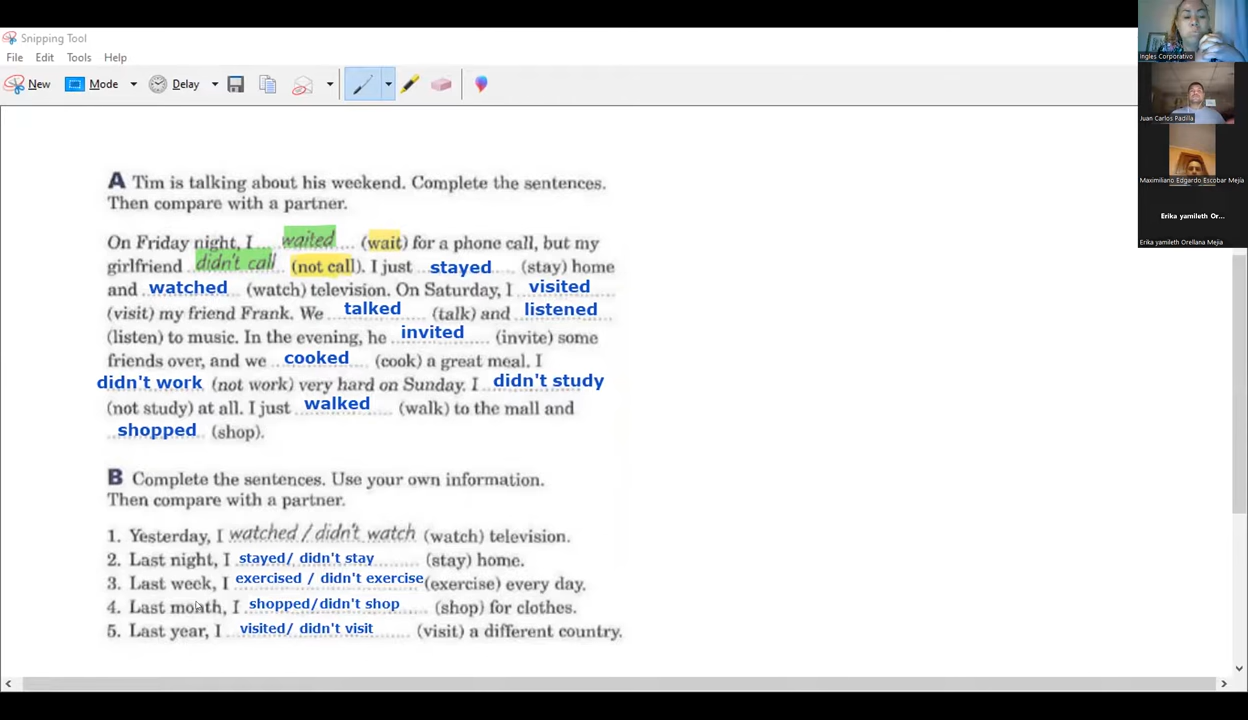 Snipping Tool
File Edit Tools Help
New Mode Delay
A Tim is talking about his weekend. Complete the sentences.
Then compare with a partner.
On Friday night, I waited (wait) for a phone call, but my
girlfriend didn't call (not call). I just stayed (stay) home
and watched (watch) television. On Saturday, I visited
(visit) my friend Frank. We talked (talk) and listened
(listen) to music. In the evening, he invited (invite) some
friends over, and we cooked (cook) a great meal. I
didn't work (not work) very hard on Sunday. I didn't study
(not study) at all. I just walked (walk) to the mall and
shopped (shop).
B Complete the sentences. Use your own information.
Then compare with a partner.
1. Yesterday, I watched / didn't watch (watch) television.
2. Last night, I stayed/ didn't stay (stay) home.
3. Last week, I exercised / didn't exercise (exercise) every day.
4. Last month, I shopped/didn't shop (shop) for clothes.
5. Last year, I visited/ didn't visit (visit) a different country.
Ingles Corporativo
Juan Carlos Padilla
Maximiliano Edgardo Escobar Mejía
Erika yamileth Or...
Erika yamileth Orellana Mejia